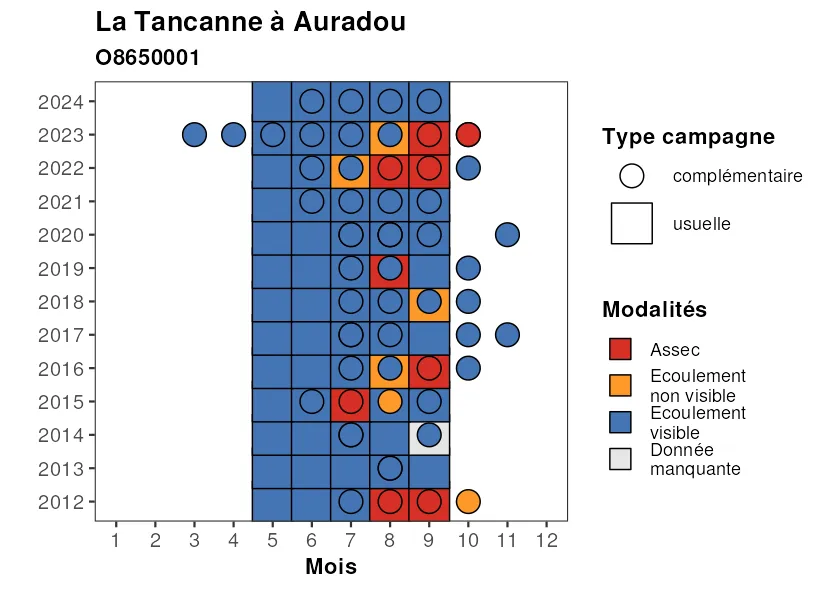 La Tancanne à Auradou
O8650001
2024
2023
2022
2021
2020
2019
2018
2017
2016
2015
2014
2013
2012
1 2 3 4 5 6 7 8 9 10 11 12
Mois
Type campagne
complémentaire
usuelle
Modalités
Assec
Ecoulement
non visible
Ecoulement
visible
Donnée
manquante